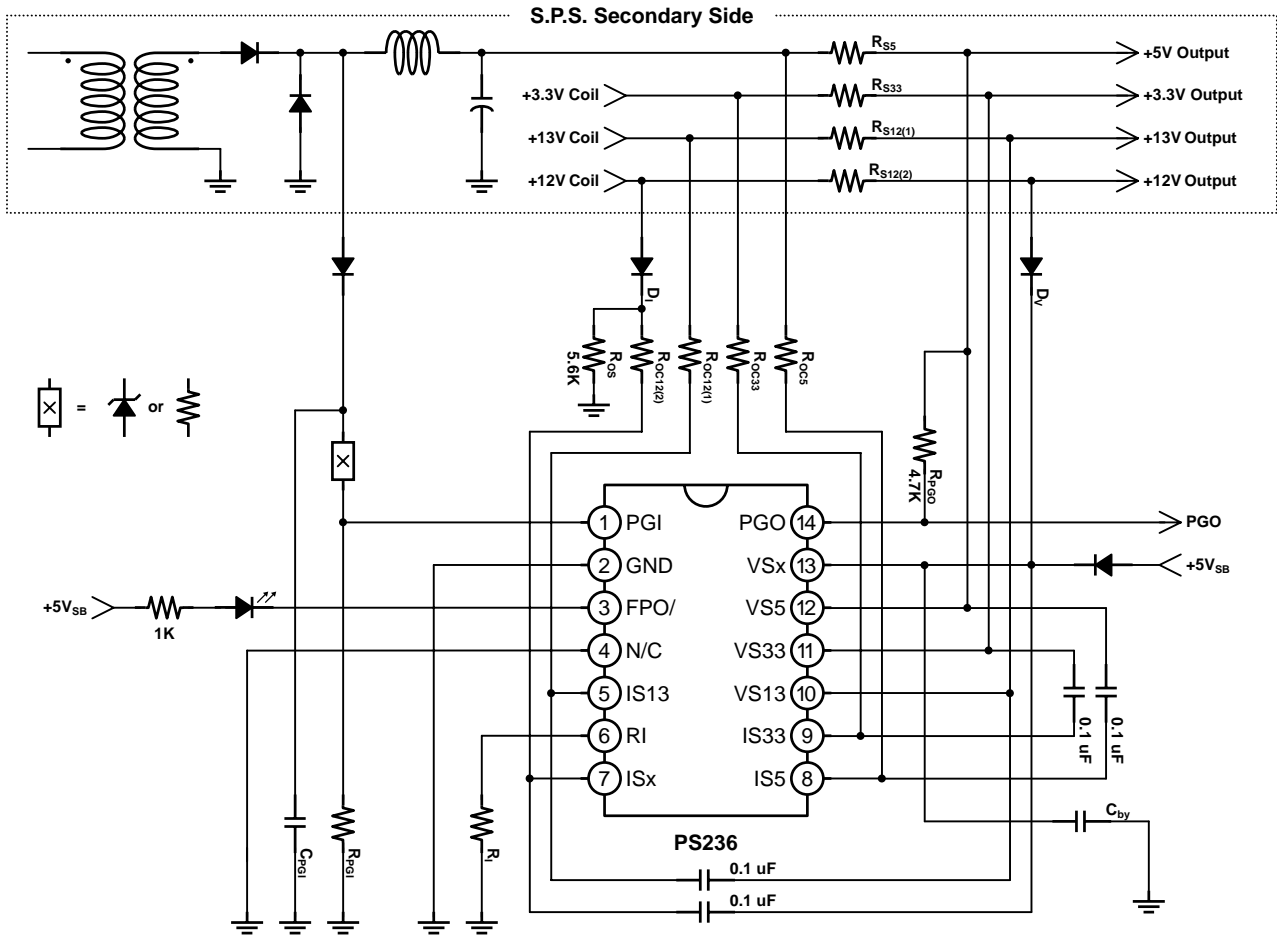 S.P.S. Secondary Side
RS5
+5V Output
+3.3V Coil
RS33
+3.3V Output
+13V Coil
RS12(1)
+13V Output
+12V Coil
RS12(2)
+12V Output
DI
DV
ROS
5.6K
ROC12(2)
ROC12(1)
ROC33
ROC5
= or
RPGO
4.7K
1 PGI
PGO 14
PGO
2 GND
VSx 13
+5VSB
+5VSB
1K
3 FPO/
VS5 12
4 N/C
VS33 11
5 IS13
VS13 10
6 RI
IS33 9
7 ISx
IS5 8
0.1 uF
0.1 uF
PS236
Cby
CPGI
RPGI
RI
0.1 uF
0.1 uF